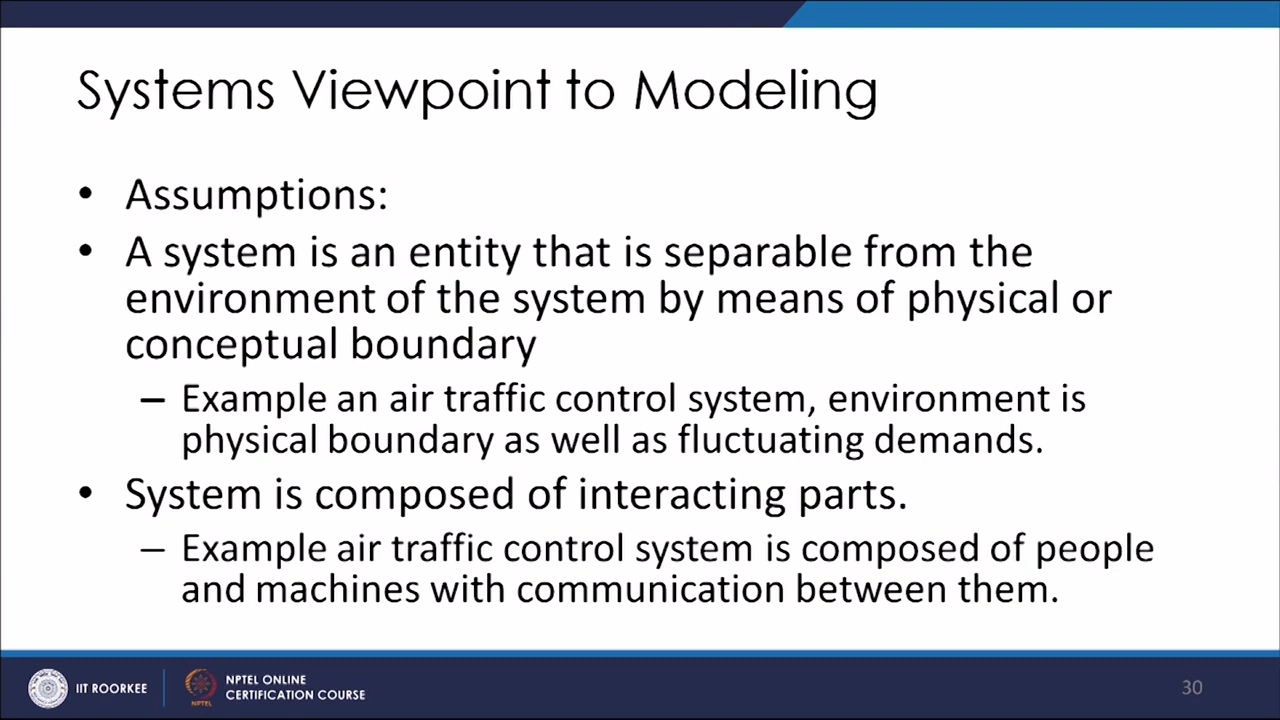 Systems Viewpoint to Modeling
• Assumptions:
• A system is an entity that is separable from the
environment of the system by means of physical or
conceptual boundary
– Example an air traffic control system, environment is
physical boundary as well as fluctuating demands.
• System is composed of interacting parts.
– Example air traffic control system is composed of people
and machines with communication between them.
IIT ROORKEE
NPTEL
NPTEL ONLINE
CERTIFICATION COURSE
30